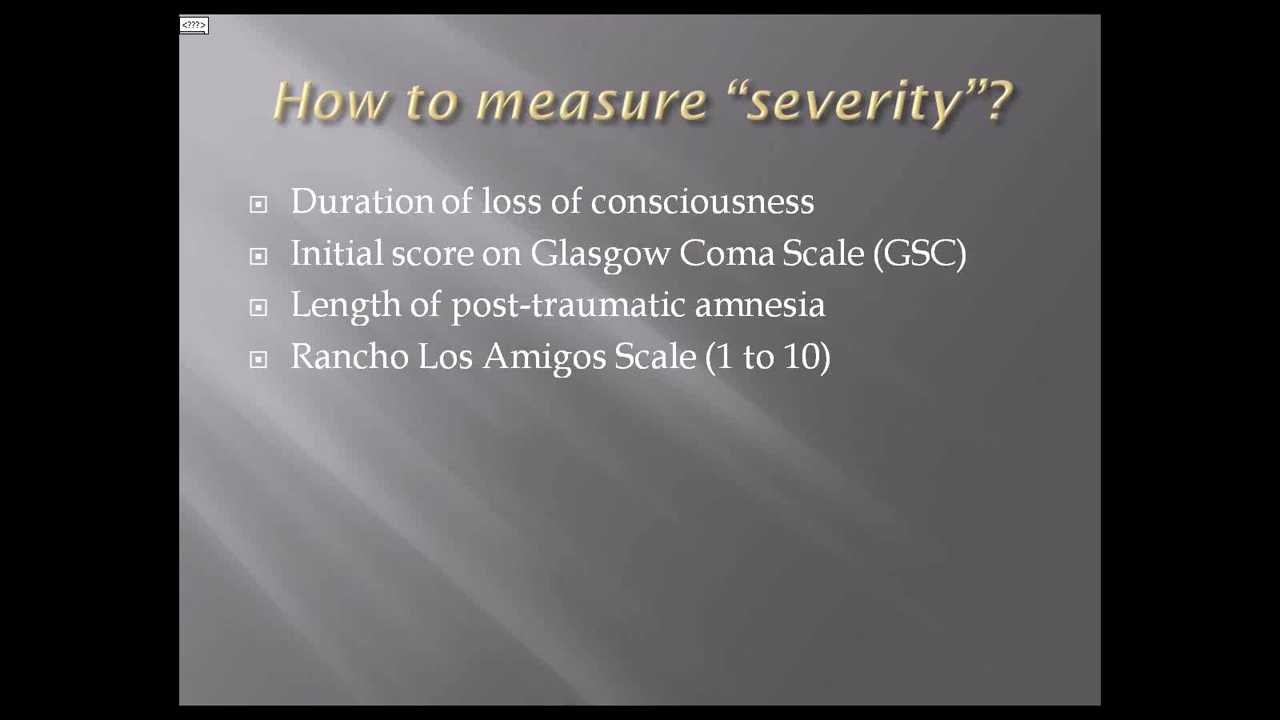 <???>
How to measure “severity”?
Duration of loss of consciousness
Initial score on Glasgow Coma Scale (GSC)
Length of post-traumatic amnesia
Rancho Los Amigos Scale (1 to 10)